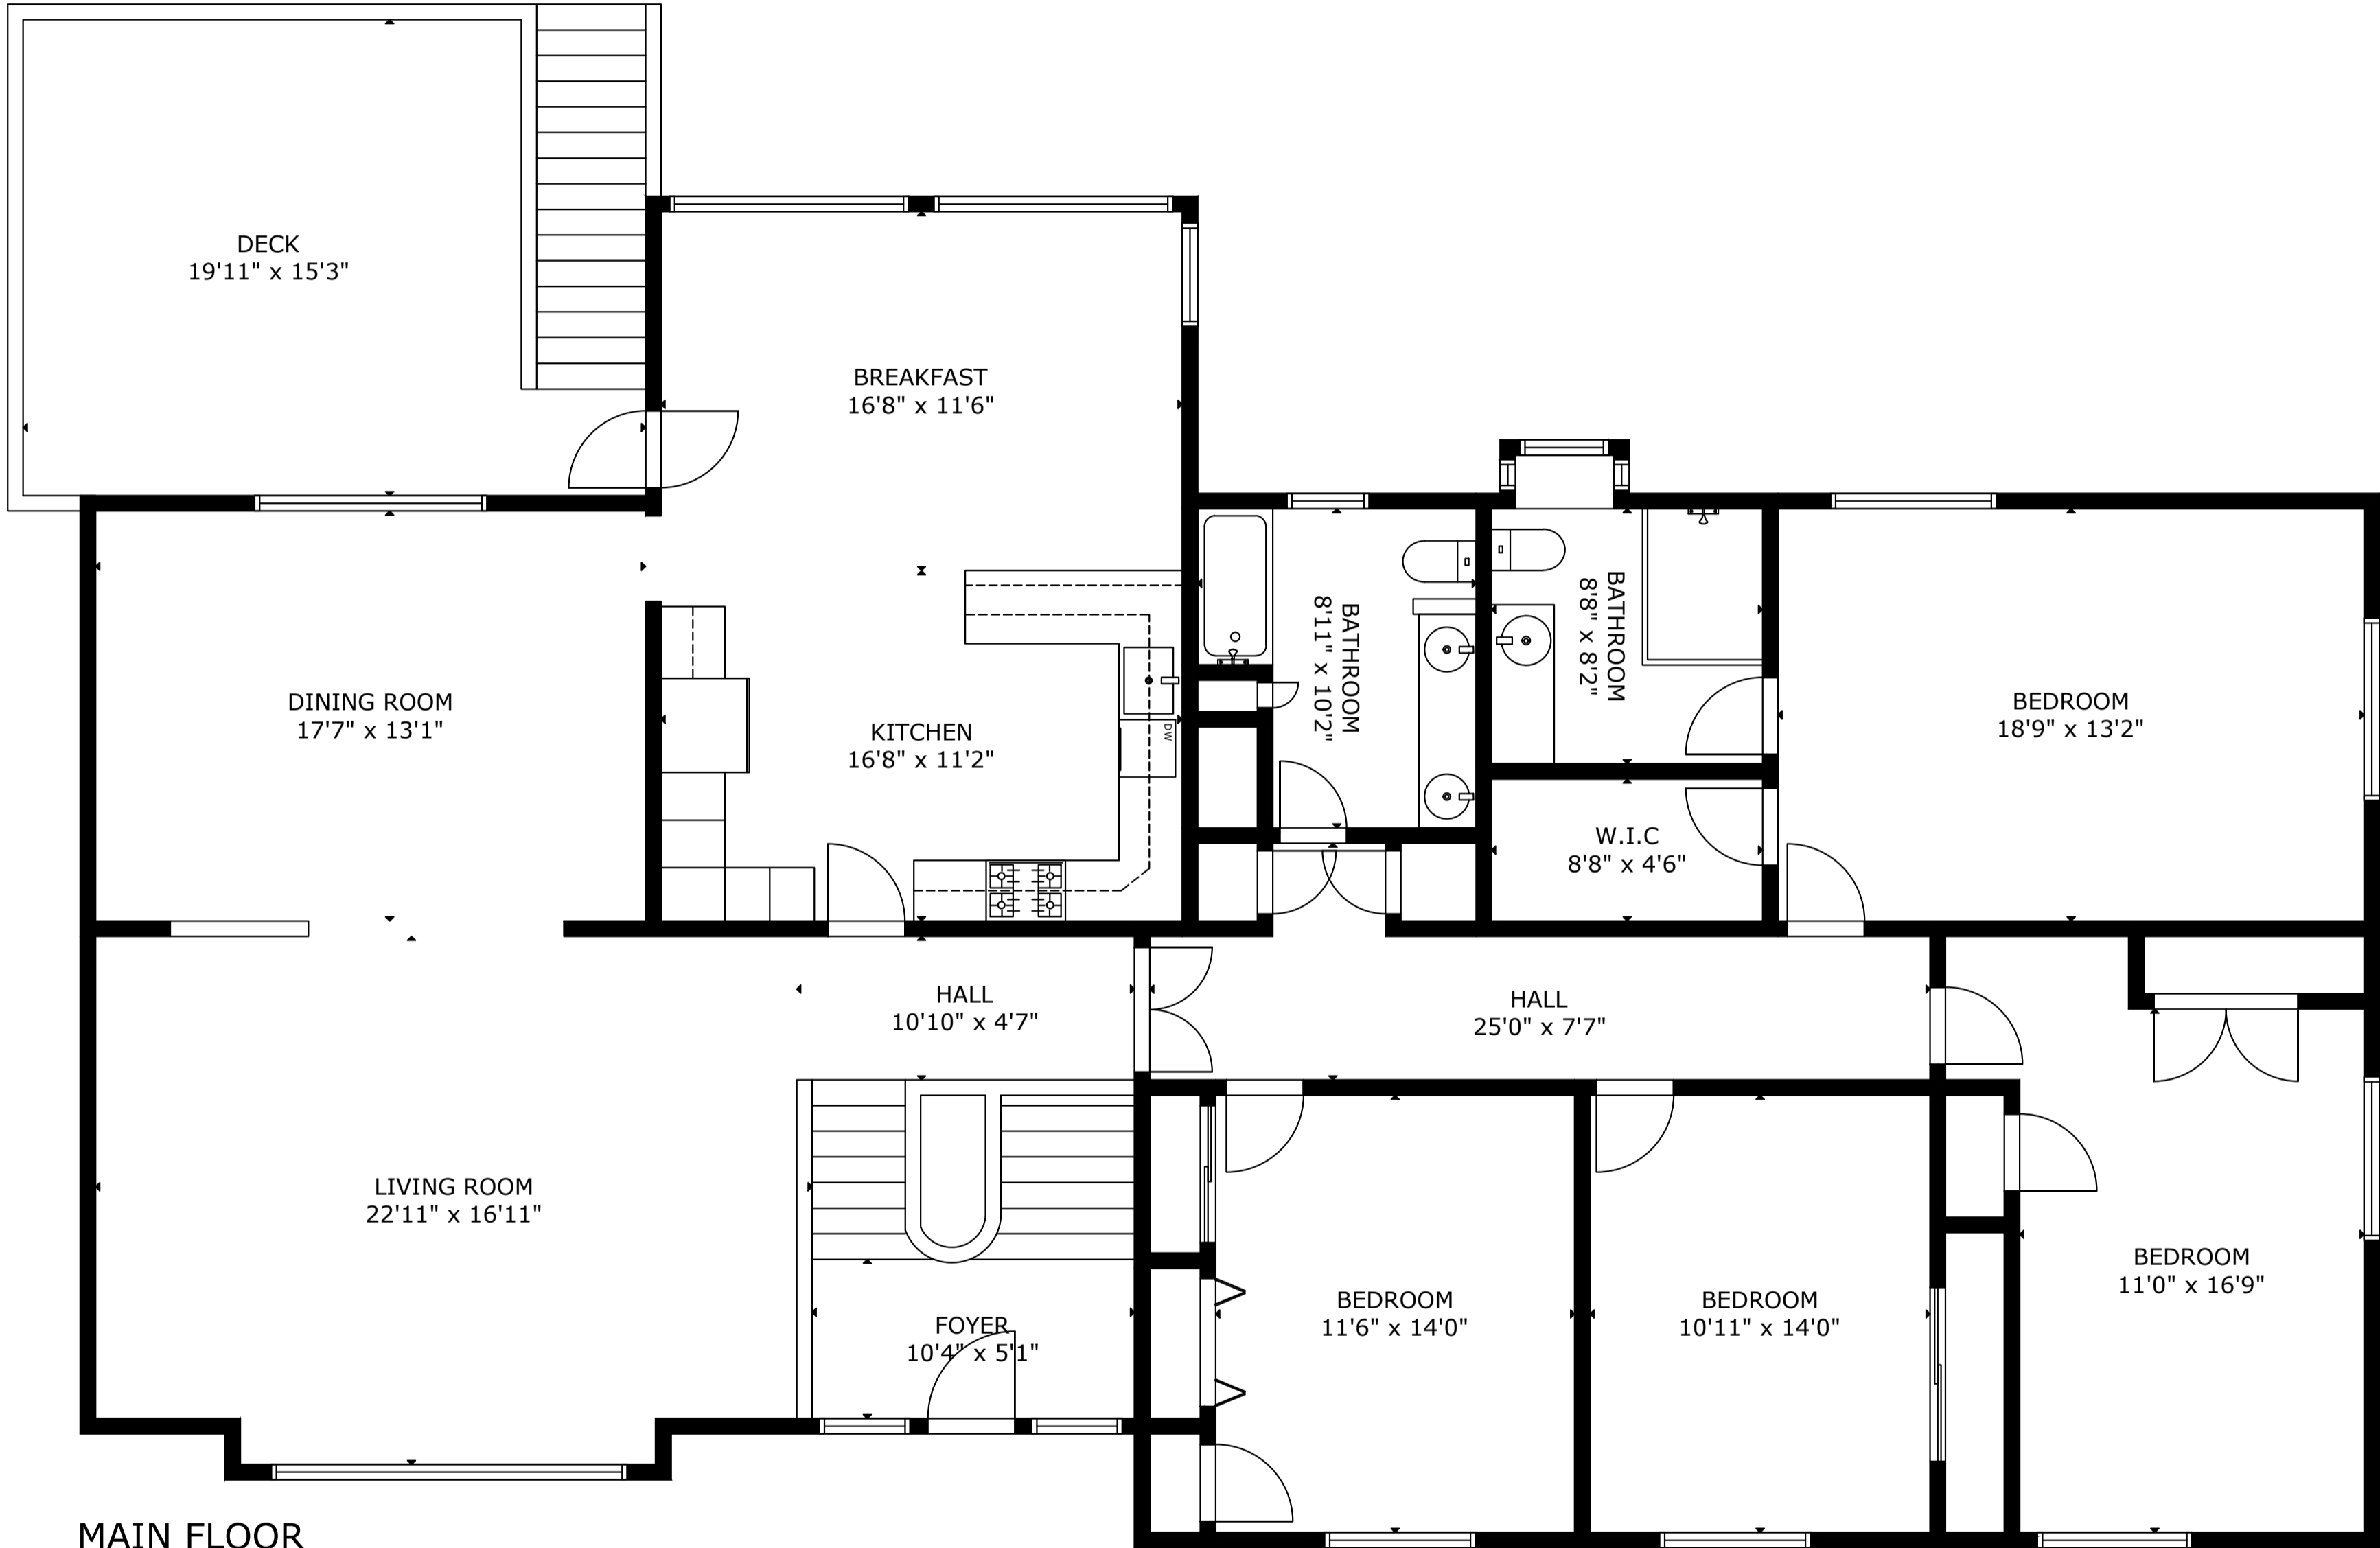 DECK
19'11" x 15'3"
BREAKFAST
16'8" x 11'6"
DINING ROOM
17'7" x 13'1"
KITCHEN
16'8" x 11'2"
DW
BATHROOM
8'11" x 10'2"
BATHROOM
8'8" x 8'2"
W.I.C
8'8" x 4'6"
BEDROOM
18'9" x 13'2"
HALL
10'10" x 4'7"
HALL
25'0" x 7'7"
LIVING ROOM
22'11" x 16'11"
FOYER
10'4" x 5'1"
BEDROOM
11'6" x 14'0"
BEDROOM
10'11" x 14'0"
BEDROOM
11'0" x 16'9"
MAIN FLOOR